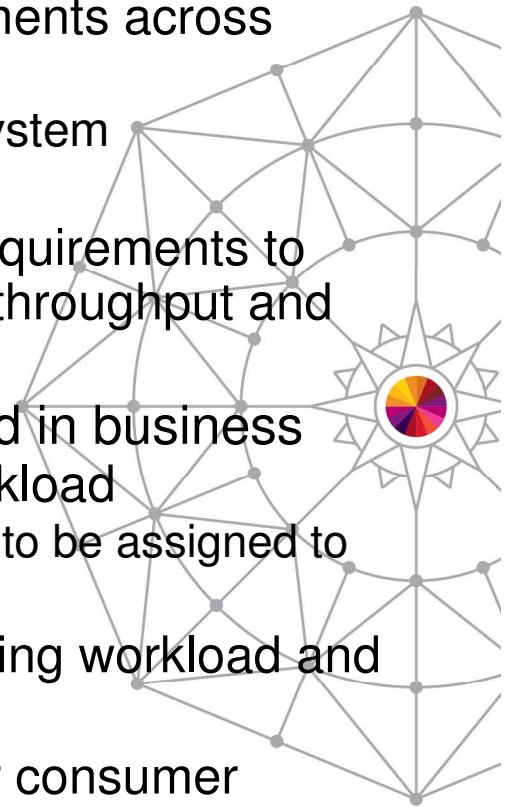 nents across
ystem
quirements to
throughput and
d in business
kload
to be assigned to
ing workload and
consumer